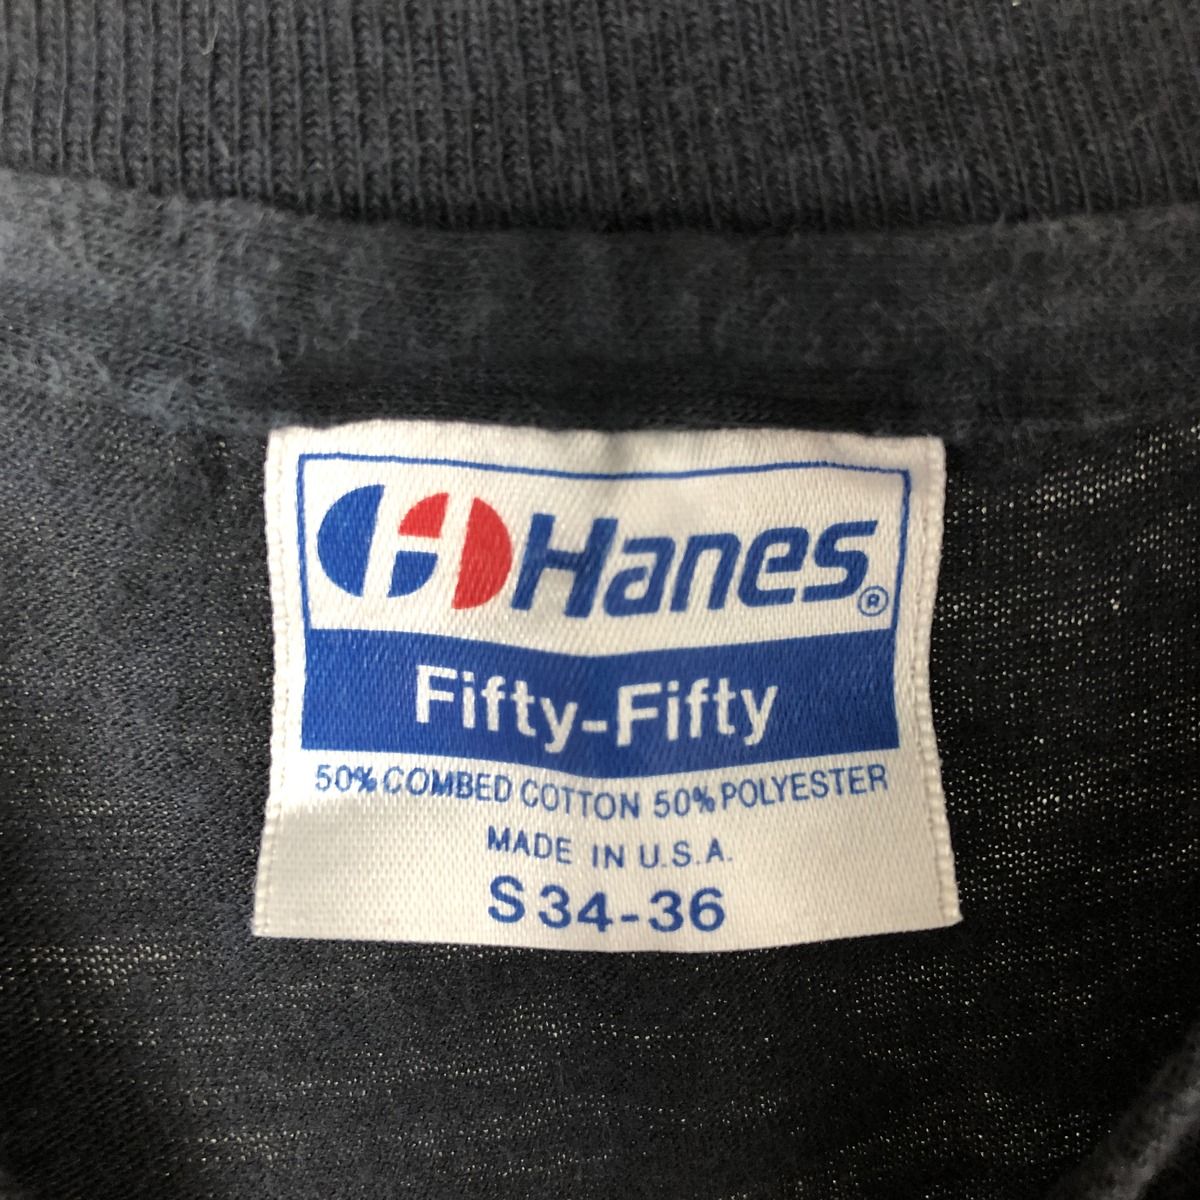 Hanes®
Fifty-Fifty
50% COMBED COTTON 50% POLYESTER
MADE IN U.S.A.
S 34-36